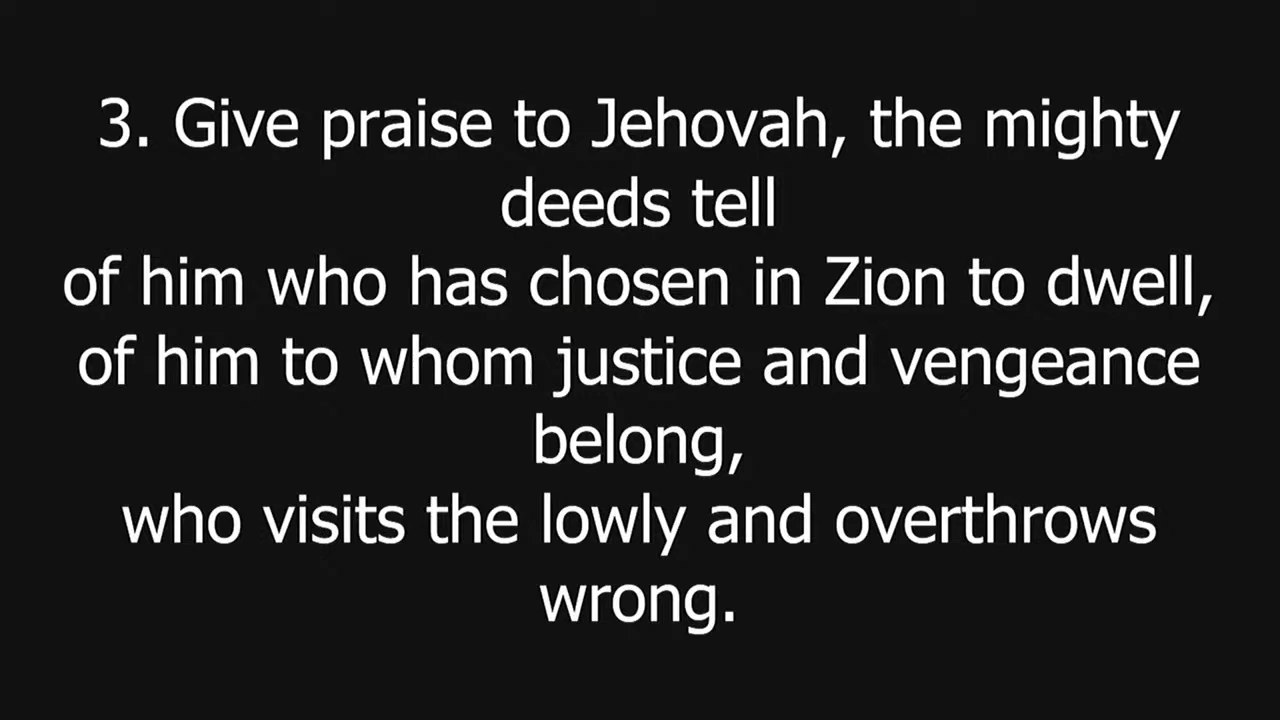 3. Give praise to Jehovah, the mighty
deeds tell
of him who has chosen in Zion to dwell,
of him to whom justice and vengeance
belong,
who visits the lowly and overthrows
wrong.